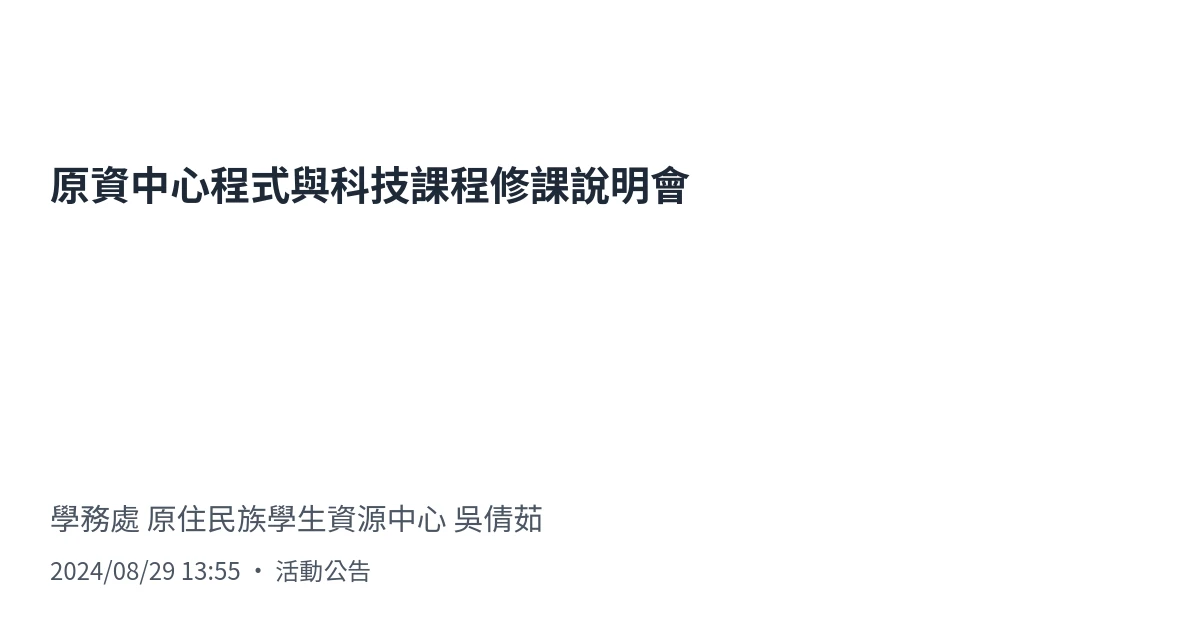 原資中心程式與科技課程修課說明會
學務處 原住民族學生資源中心 吳倩茹
2024/08/29 13:55 • 活動公告